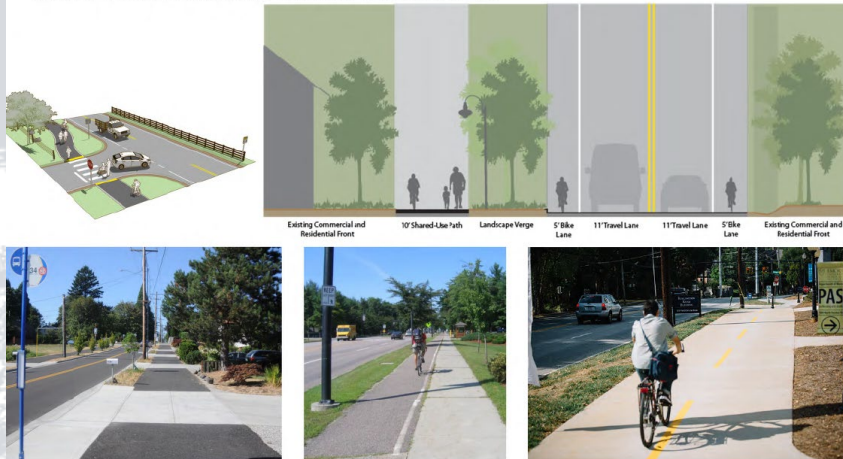 Existing Commercial and
Residential Front
10' Shared-Use Path
Landscape Verge
5' Bike
Lane
11' Travel Lane
11' Travel Lane
5' Bike
Lane
Existing Commercial and
Residential Front
34
KEEP
PAS